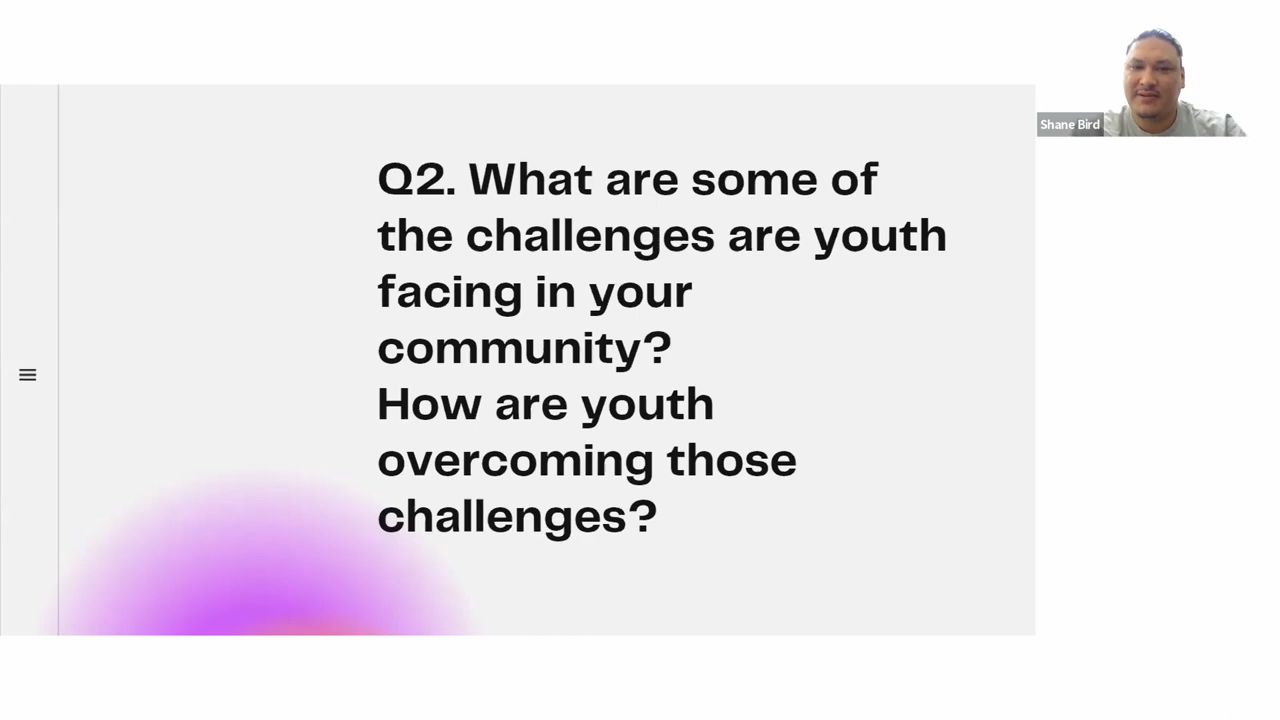 Q2. What are some of
the challenges are youth
facing in your
community?
How are youth
overcoming those
challenges?
Shane Bird